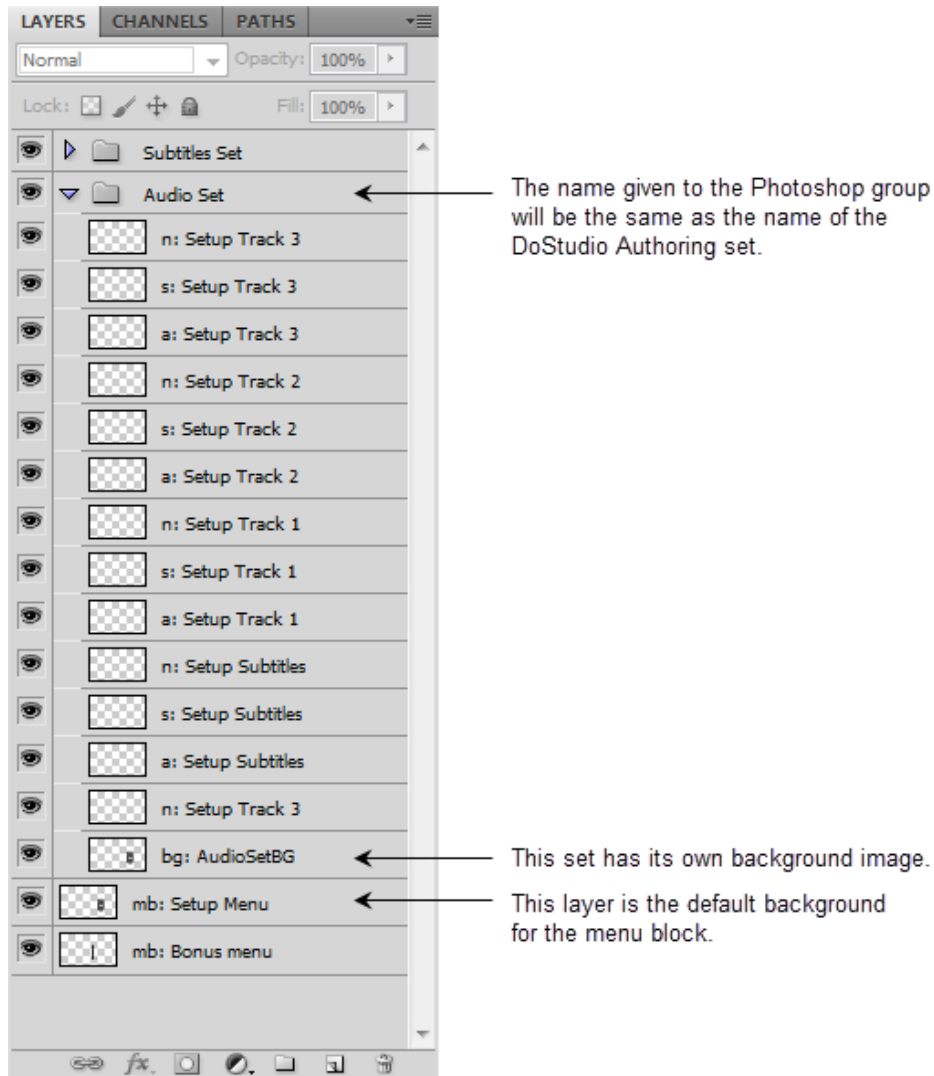 LAYERS CHANNELS PATHS
Normal Opacity: 100%
Lock: Fill: 100%
Subtitles Set
Audio Set
The name given to the Photoshop group
will be the same as the name of the
DoStudio Authoring set.
n: Setup Track 3
s: Setup Track 3
a: Setup Track 3
n: Setup Track 2
s: Setup Track 2
a: Setup Track 2
n: Setup Track 1
s: Setup Track 1
a: Setup Track 1
n: Setup Subtitles
s: Setup Subtitles
a: Setup Subtitles
n: Setup Track 3
bg: AudioSetBG
This set has its own background image.
mb: Setup Menu
This layer is the default background
for the menu block.
mb: Bonus menu
fx.